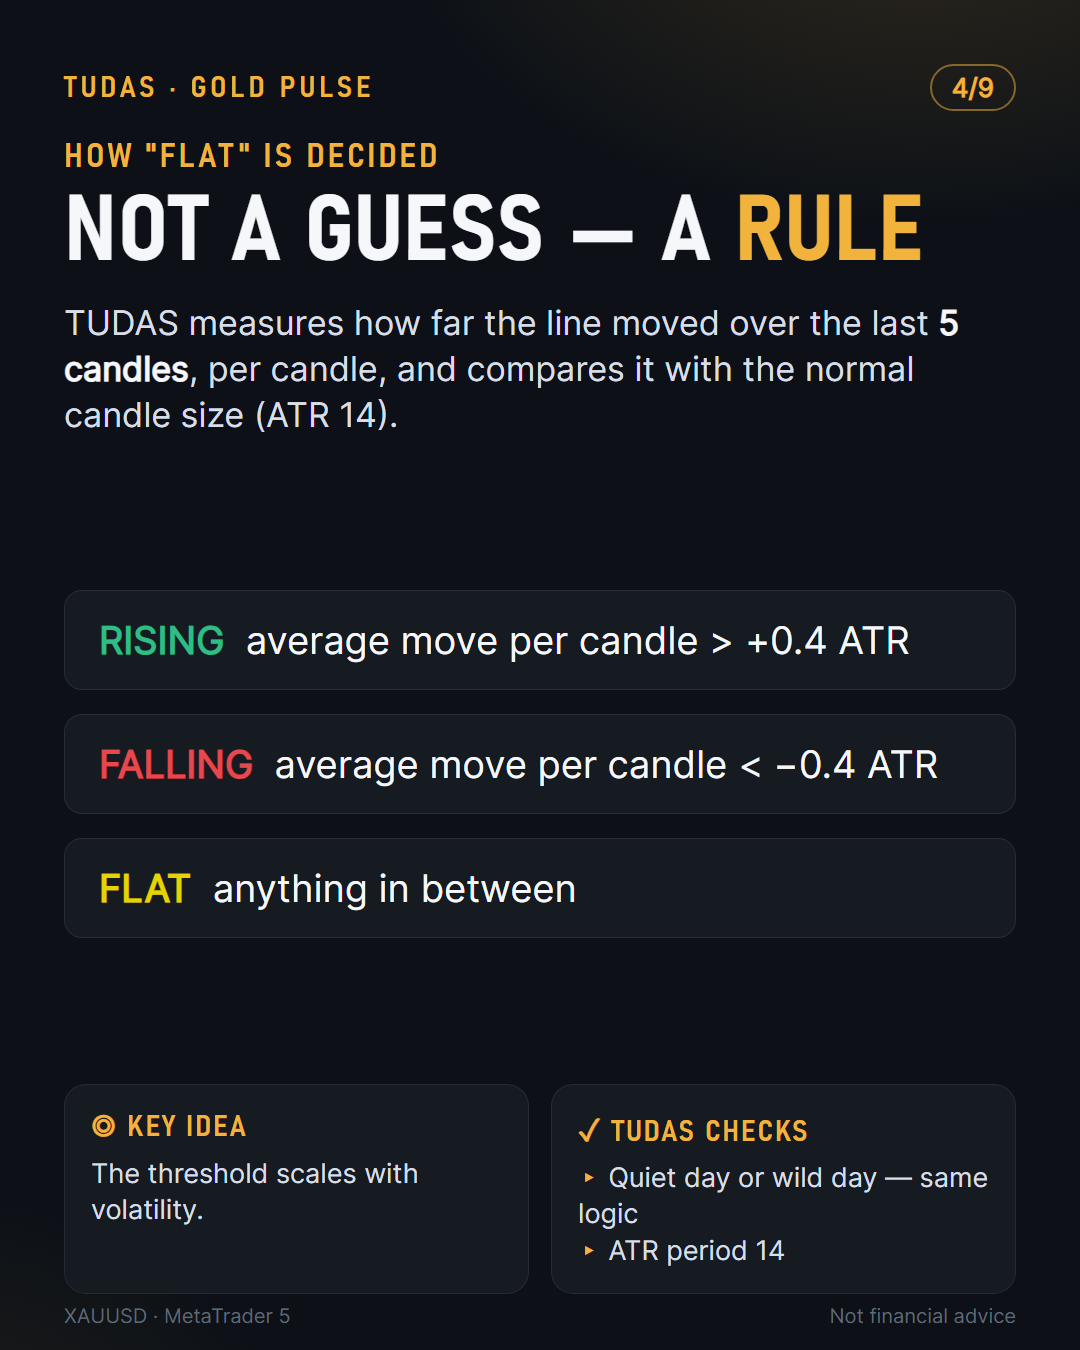 TUDAS · GOLD PULSE
4/9
HOW "FLAT" IS DECIDED
NOT A GUESS — A RULE
TUDAS measures how far the line moved over the last 5
candles, per candle, and compares it with the normal
candle size (ATR 14).
RISING average move per candle > +0.4 ATR
FALLING average move per candle < −0.4 ATR
FLAT anything in between
◎ KEY IDEA
The threshold scales with
volatility.
✓ TUDAS CHECKS
▸ Quiet day or wild day — same
logic
▸ ATR period 14
XAUUSD · MetaTrader 5
Not financial advice